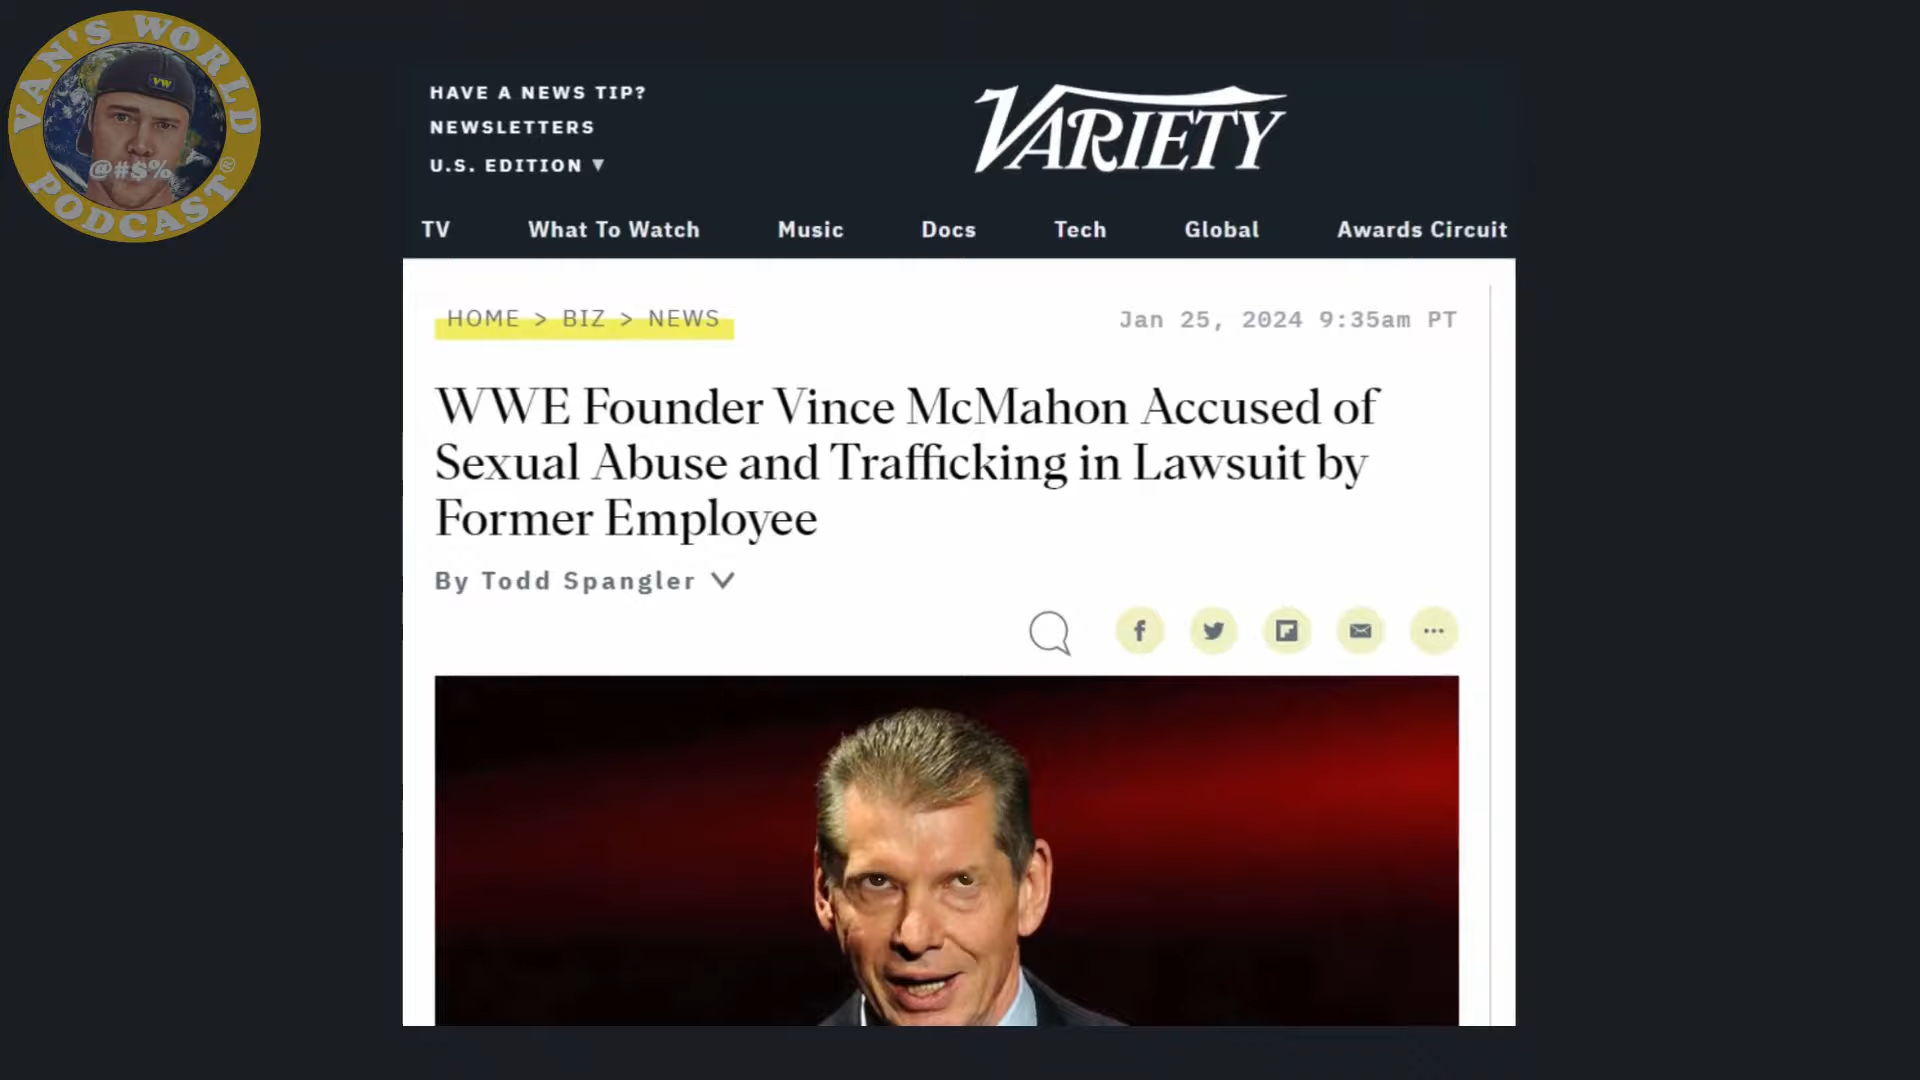 VAN'S WORLD
@#$%
PODCAST®
VW
HAVE A NEWS TIP?
NEWSLETTERS
U.S. EDITION ▼
VARIETY
TV What To Watch Music Docs Tech Global Awards Circuit
HOME > BIZ > NEWS
Jan 25, 2024 9:35am PT
WWE Founder Vince McMahon Accused of
Sexual Abuse and Trafficking in Lawsuit by
Former Employee
By Todd Spangler